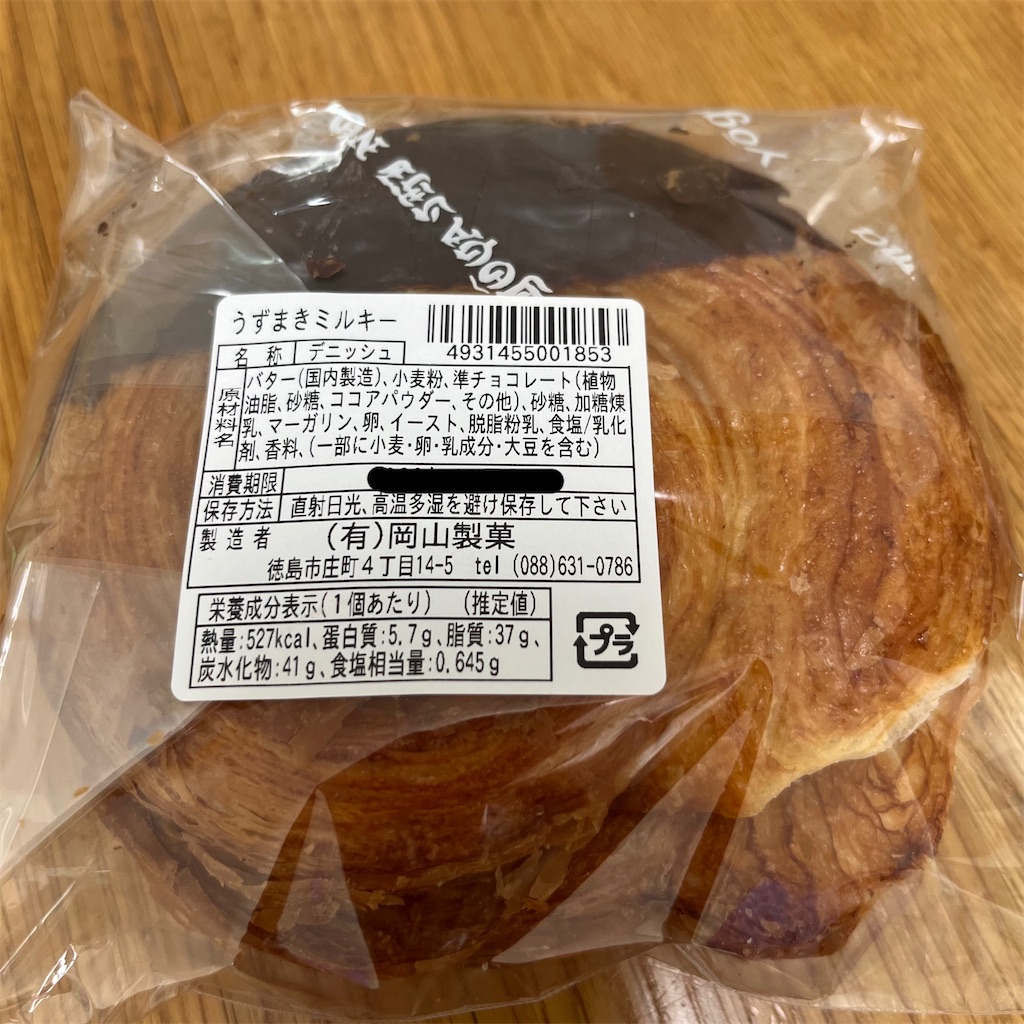 うずまきミルキー
4931455001853
名 称 デニッシュ
原材料名
バター(国内製造)、小麦粉、準チョコレート(植物
油脂、砂糖、ココアパウダー、その他)、砂糖、加糖煉
乳、マーガリン、卵、イースト、脱脂粉乳、食塩/乳化
剤、香料、(一部に小麦・卵・乳成分・大豆を含む)
消費期限
保存方法 直射日光、高温多湿を避け保存して下さい
製造者 (有)岡山製菓
徳島市庄町4丁目14-5 tel (088)631-0786
栄養成分表示(1個あたり) (推定値)
熱量:527kcal、蛋白質:5.7g、脂質:37g、
炭水化物:41g、食塩相当量:0.645g
プラ